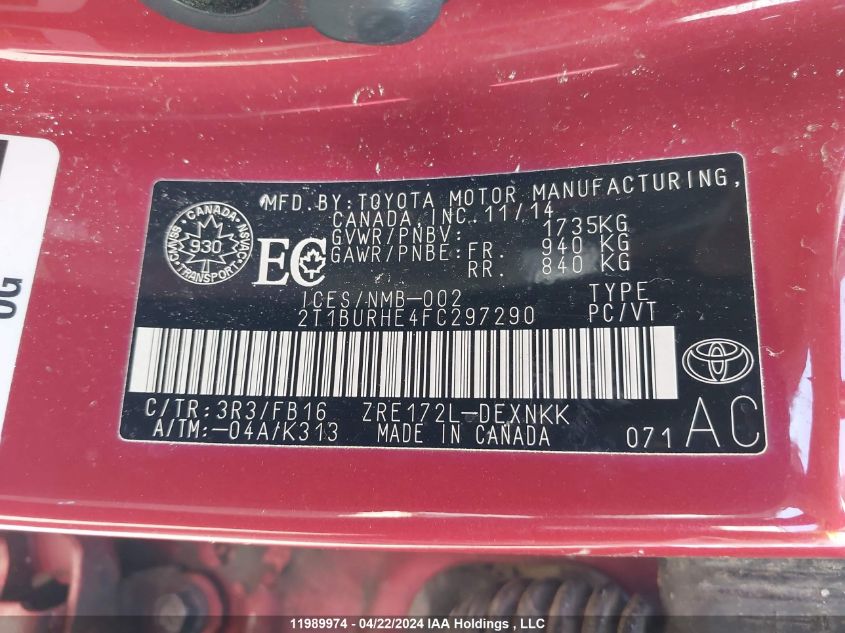 MFD. BY: TOYOTA MOTOR MANUFACTURING,
CANADA, INC. 11/14
GVWR/PNBV: 1735KG
GAWR/PNBE: FR. 940 KG
RR. 840 KG
CANADA
CMVSS 930 NSVAC
TRANSPORT
EC
ICES/NMB-002 TYPE
2T1BURHE4FC297290 PC/VT
C/TR: 3R3/FB16 ZRE172L-DEXNKK
A/TM: -04A/K313 MADE IN CANADA
071 AC
G
11989974 - 04/22/2024 IAA Holdings , LLC